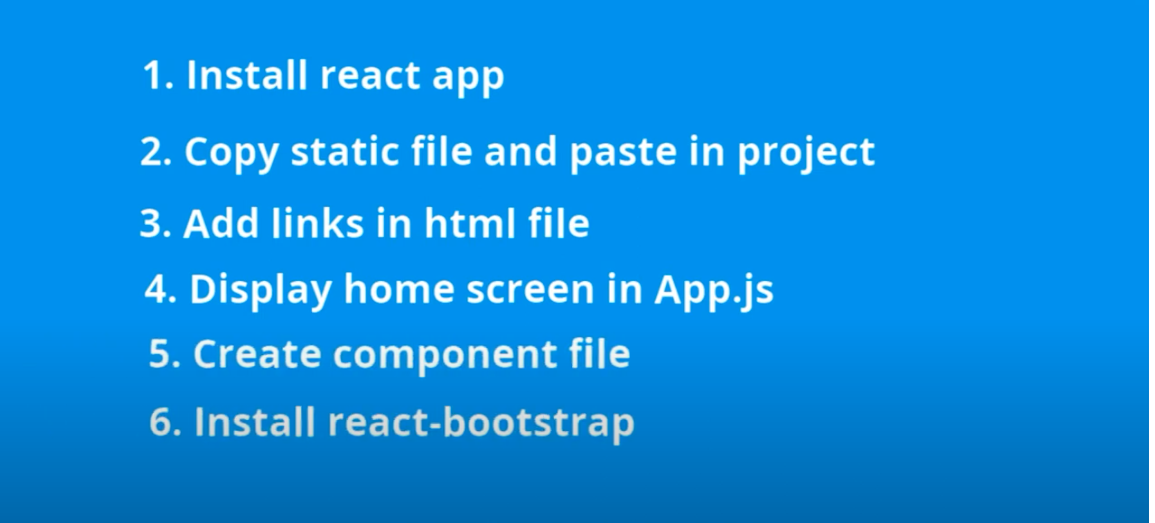 1. Install react app
2. Copy static file and paste in project
3. Add links in html file
4. Display home screen in App.js
5. Create component file
6. Install react-bootstrap